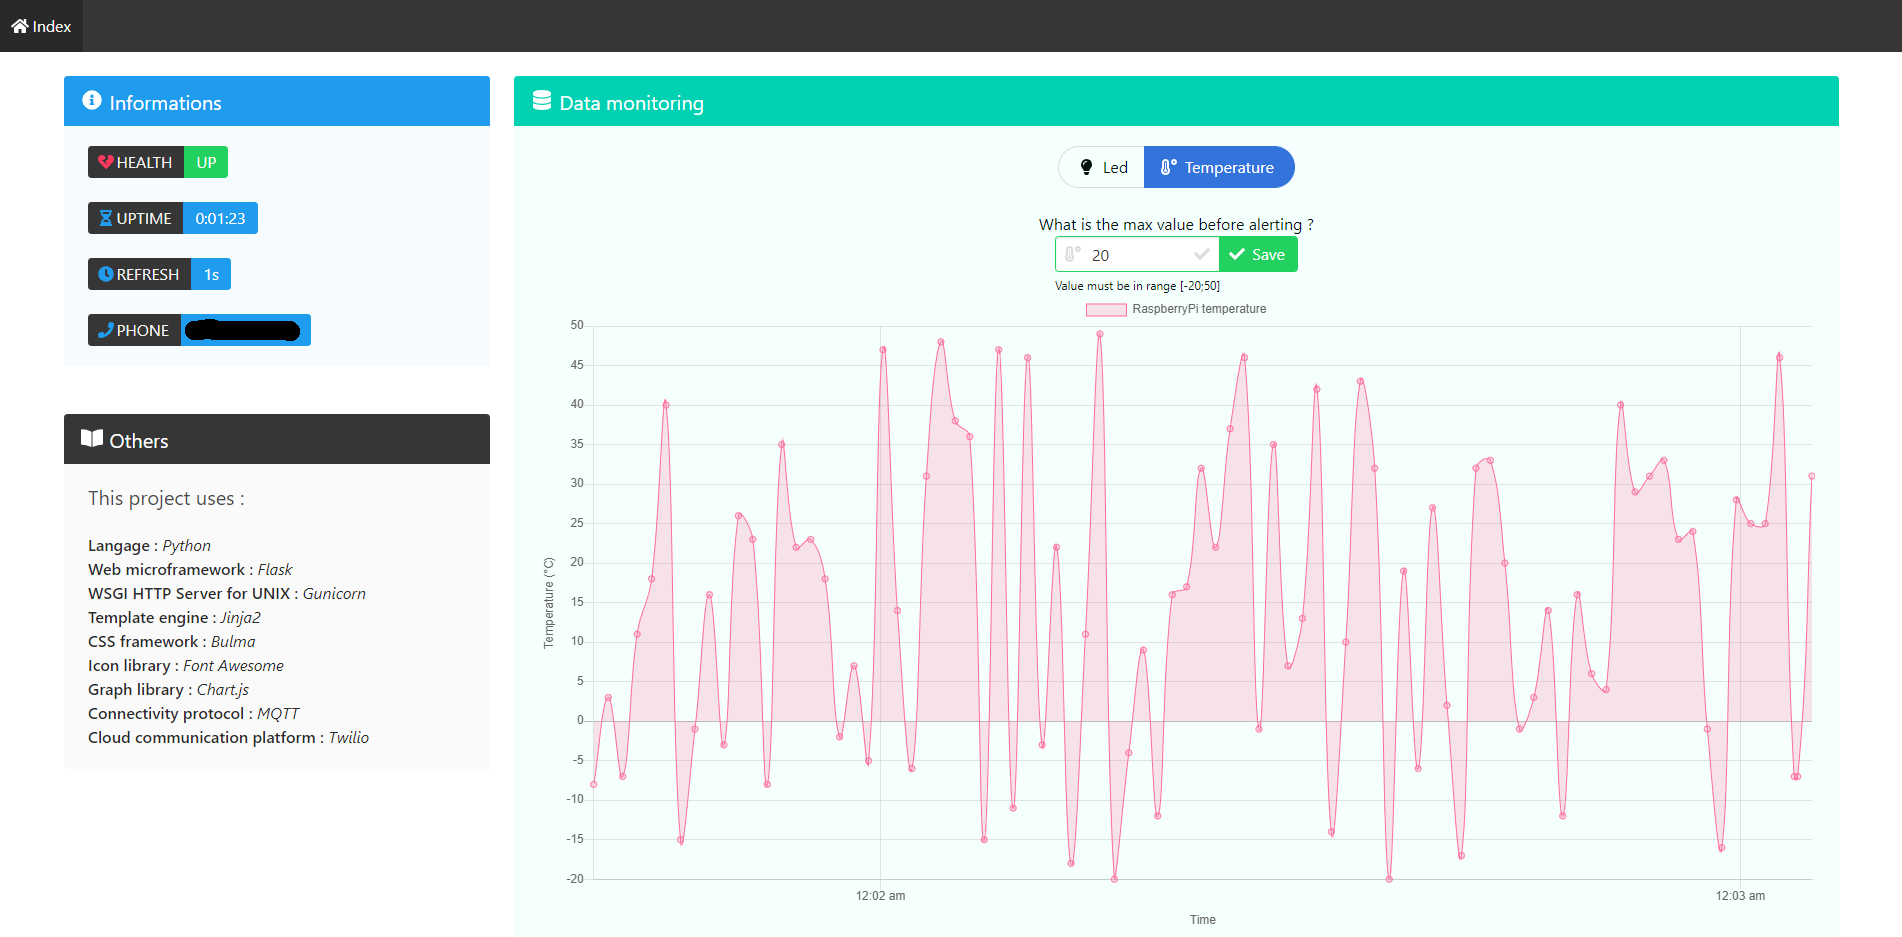 Index
Informations
HEALTH UP
UPTIME 0:01:23
REFRESH 1s
PHONE
Others
This project uses :
Langage : Python
Web microframework : Flask
WSGI HTTP Server for UNIX : Gunicorn
Template engine : Jinja2
CSS framework : Bulma
Icon library : Font Awesome
Graph library : Chart.js
Connectivity protocol : MQTT
Cloud communication platform : Twilio
Data monitoring
Led Temperature
What is the max value before alerting ?
20 Save
Value must be in range [-20;50]
RaspberryPi temperature
Temperature (°C)
50
45
40
35
30
25
20
15
10
5
0
-5
-10
-15
-20
12:02 am 12:03 am
Time